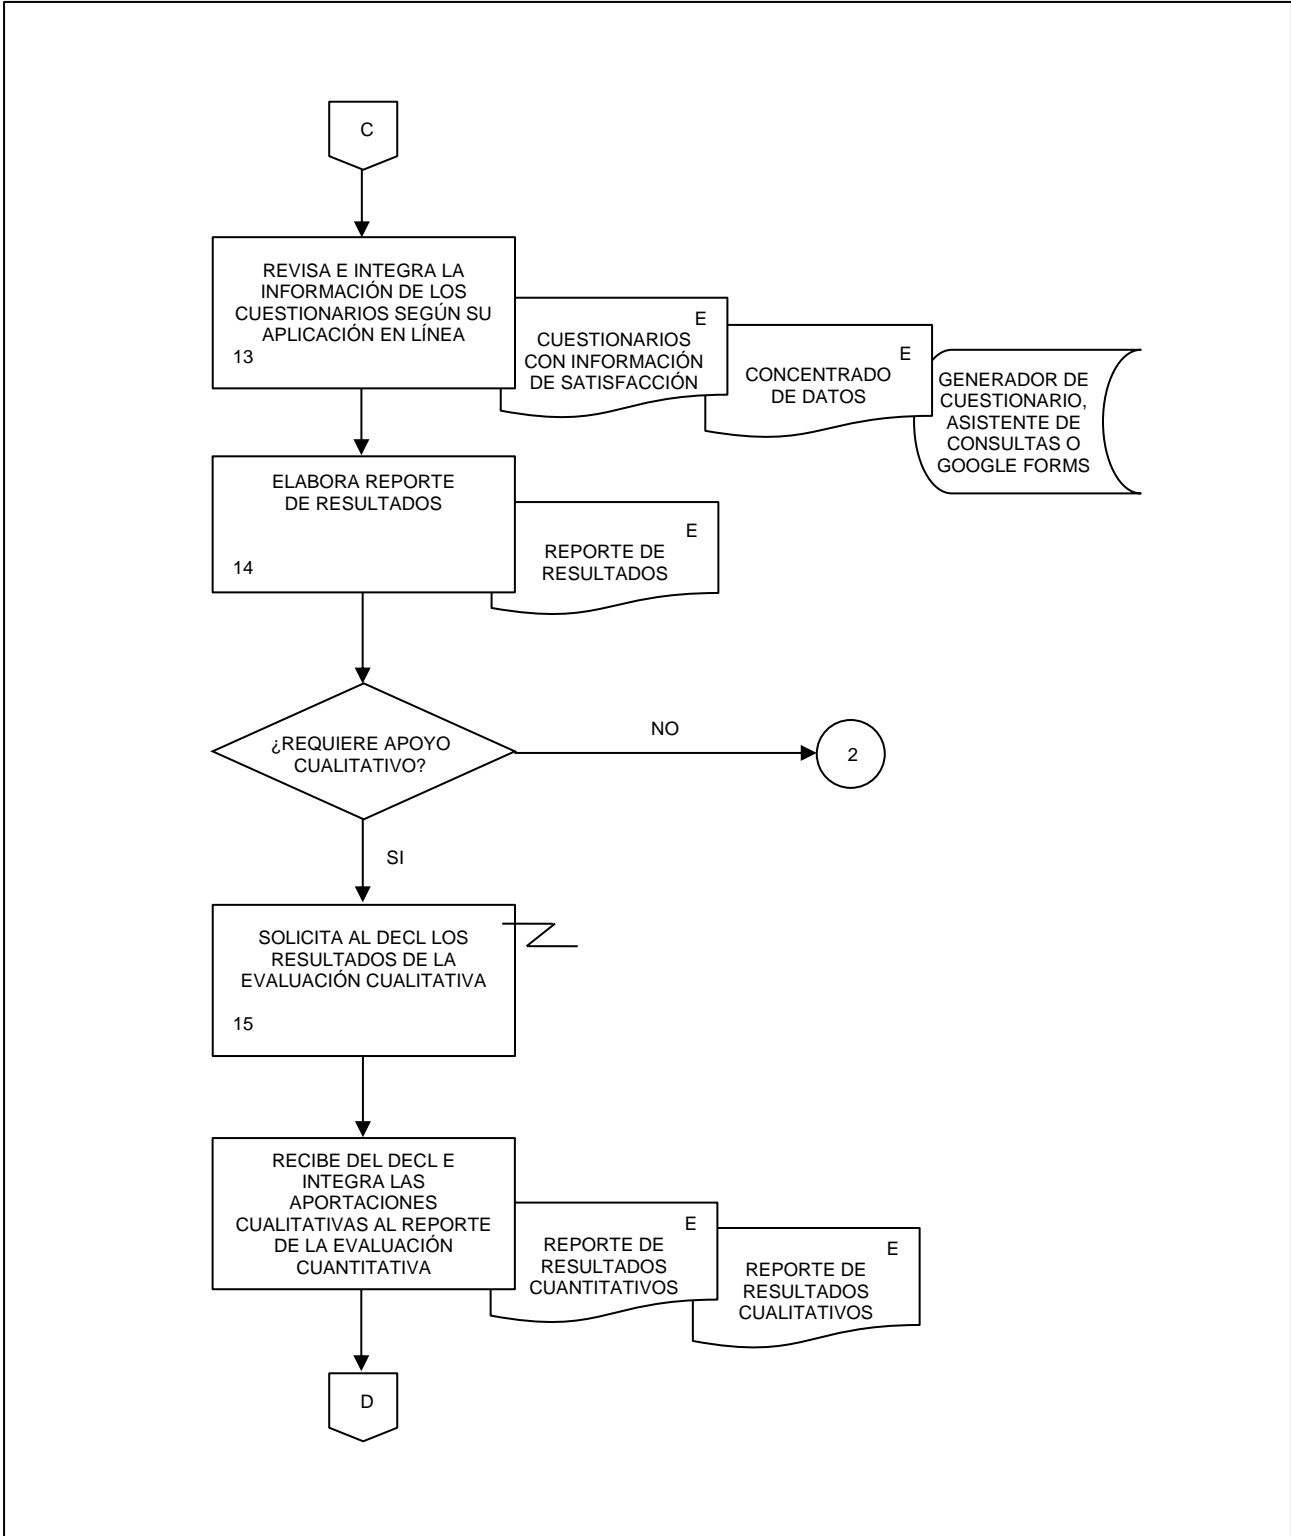 C
REVISA E INTEGRA LA
INFORMACIÓN DE LOS
CUESTIONARIOS SEGÚN SU
APLICACIÓN EN LÍNEA
13
E
CUESTIONARIOS
CON INFORMACIÓN
DE SATISFACCIÓN
E
CONCENTRADO
DE DATOS
GENERADOR DE
CUESTIONARIO,
ASISTENTE DE
CONSULTAS O
GOOGLE FORMS
ELABORA REPORTE
DE RESULTADOS
14
E
REPORTE DE
RESULTADOS
¿REQUIERE APOYO
CUALITATIVO?
NO
2
SI
SOLICITA AL DECL LOS
RESULTADOS DE LA
EVALUACIÓN CUALITATIVA
15
RECIBE DEL DECL E
INTEGRA LAS
APORTACIONES
CUALITATIVAS AL REPORTE
DE LA EVALUACIÓN
CUANTITATIVA
E
REPORTE DE
RESULTADOS
CUANTITATIVOS
E
REPORTE DE
RESULTADOS
CUALITATIVOS
D